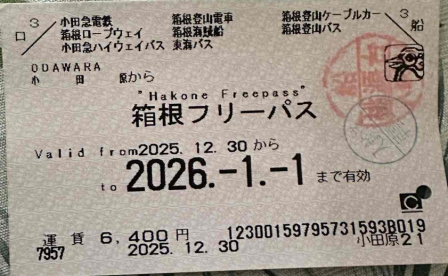 口 3 小田急電鉄 箱根登山電車 箱根登山ケーブルカー 3 船
箱根ロープウェイ 箱根海賊船 箱根登山バス
小田急ハイウェイバス 東海バス
ODAWARA
小田原から
"Hakone Freepass"
箱根フリーパス
Valid from 2025. 12. 30 から
to 2026.-1.-1 まで有効
運賃 6,400円 12300159795731593B019
7957 2025. 12. 30 小田原21